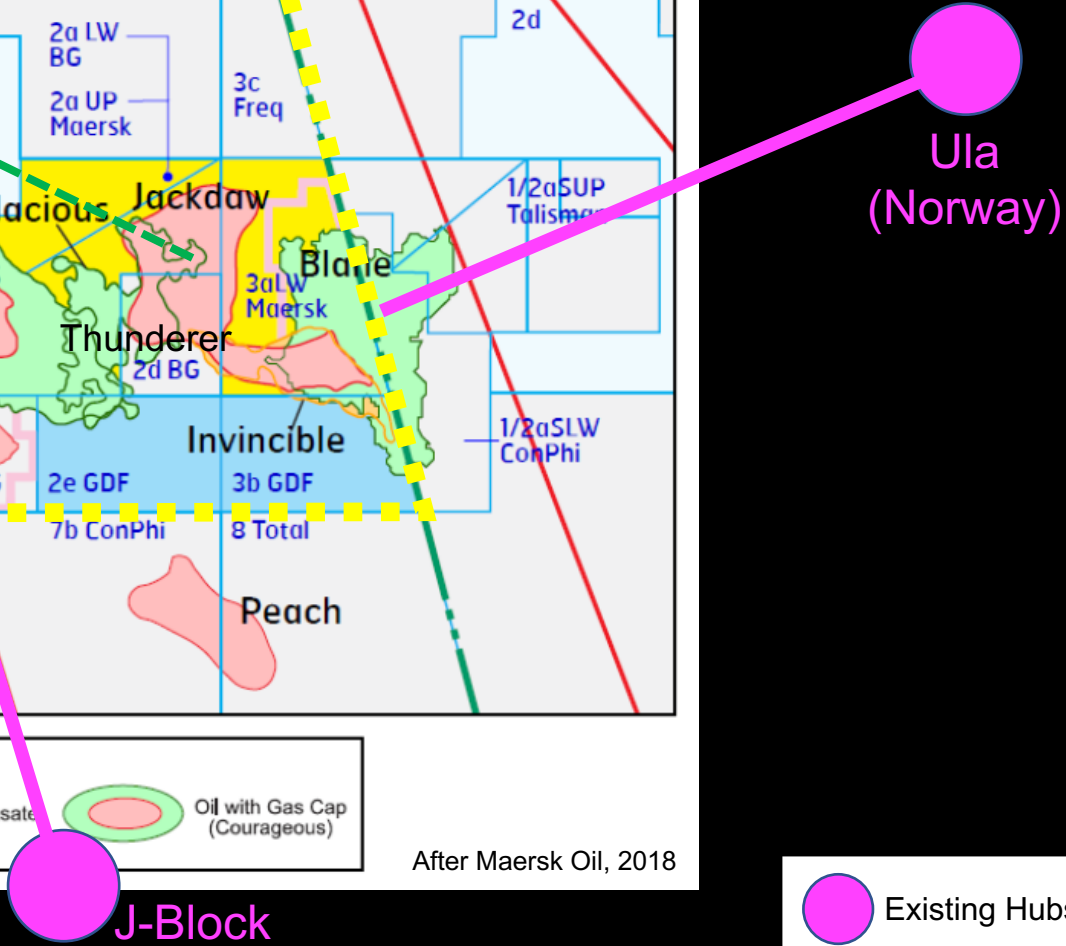 2a LW
BG
2a UP
Maersk
3c
Freq
2d
Ula
(Norway)
Jackdaw
1/2aSUP
Blane
3aLW
Maersk
Thunderer
2d BG
Invincible
1/2aSLW
ConPhi
2e GDF
3b GDF
7b ConPhi
8 Total
Peach
Oil with Gas Cap
(Courageous)
After Maersk Oil, 2018
J-Block
Existing